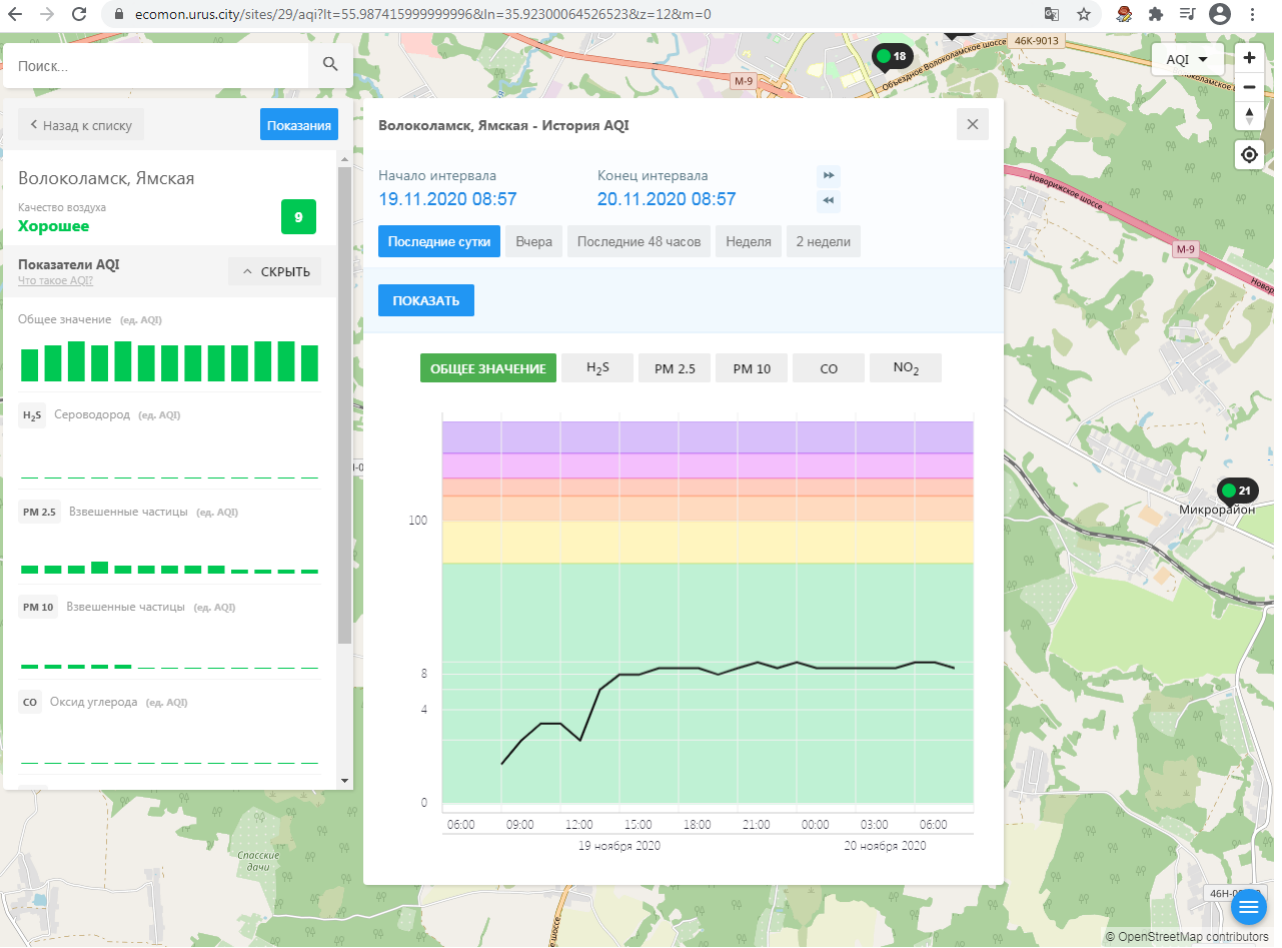 ecomon.urus.city/sites/29/aqi?lt=55.987415999999996&ln=35.92300064526523&z=12&m=0
Поиск...
Назад к списку
Показания
Волоколамск, Ямская
Качество воздуха
Хорошее
9
Показатели AQI
Что такое AQI?
СКРЫТЬ
Общее значение (ед. AQI)
H2S Сероводород (ед. AQI)
PM 2.5 Взвешенные частицы (ед. AQI)
PM 10 Взвешенные частицы (ед. AQI)
CO Оксид углерода (ед. AQI)
Волоколамск, Ямская - История AQI
Начало интервала
19.11.2020 08:57
Конец интервала
20.11.2020 08:57
Последние сутки
Вчера
Последние 48 часов
Неделя
2 недели
ПОКАЗАТЬ
ОБЩЕЕ ЗНАЧЕНИЕ
H2S
PM 2.5
PM 10
CO
NO2
100
8
4
0
06:00 09:00 12:00 15:00 18:00 21:00 00:00 03:00 06:00
19 ноября 2020 20 ноября 2020
18
М-9
46К-9013
Объездное Волоколамское шоссе
AQI
+
−
Новорижское шоссе
М-9
21
Микрорайон
Спасские
дачи
© OpenStreetMap contributors